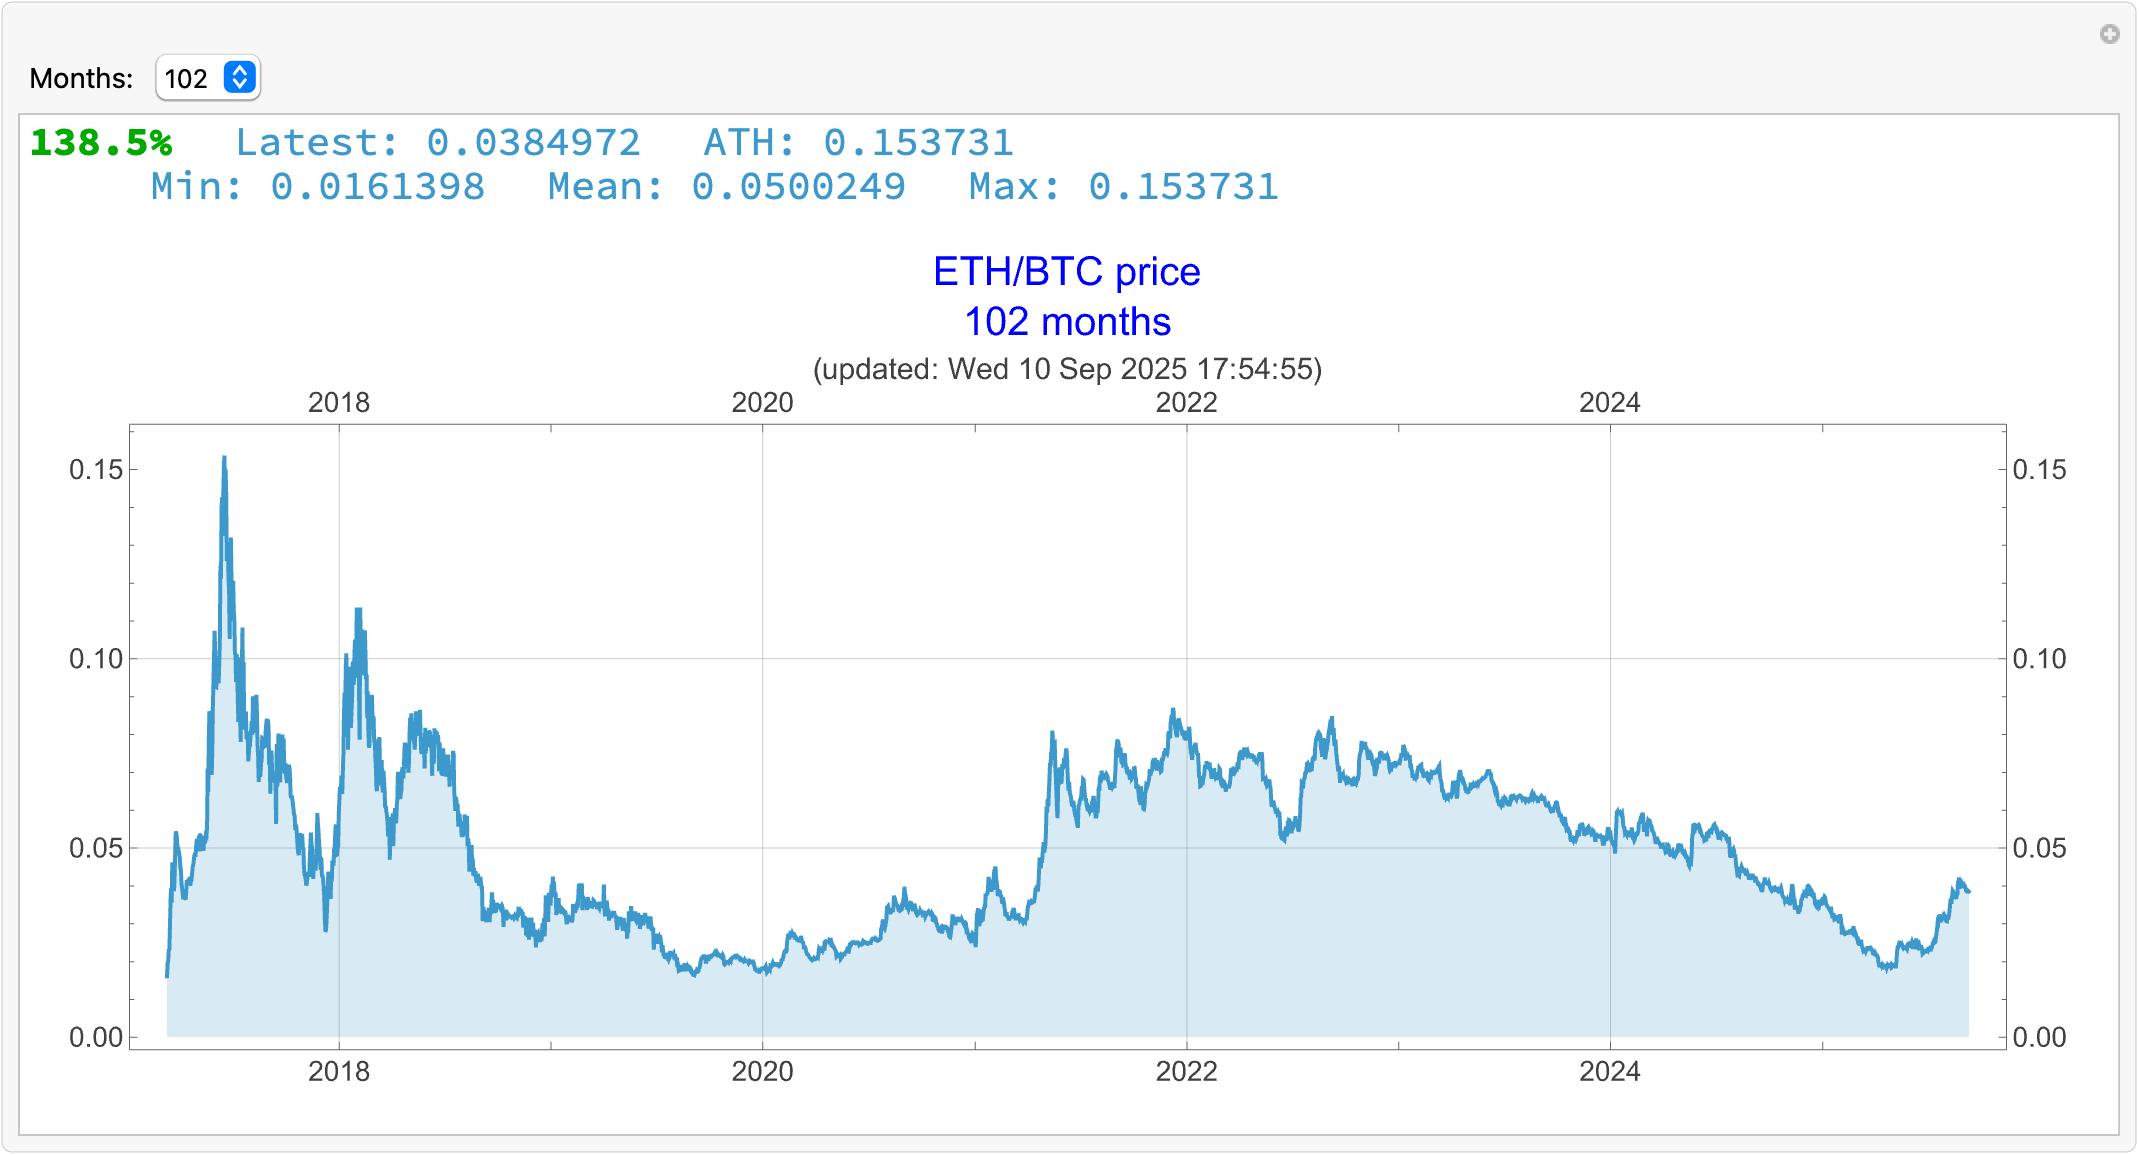 Months: 102
138.5% Latest: 0.0384972 ATH: 0.153731
Min: 0.0161398 Mean: 0.0500249 Max: 0.153731
ETH/BTC price
102 months
(updated: Wed 10 Sep 2025 17:54:55)
2018 2020 2022 2024
0.15 0.15
0.10 0.10
0.05 0.05
0.00 0.00
2018 2020 2022 2024